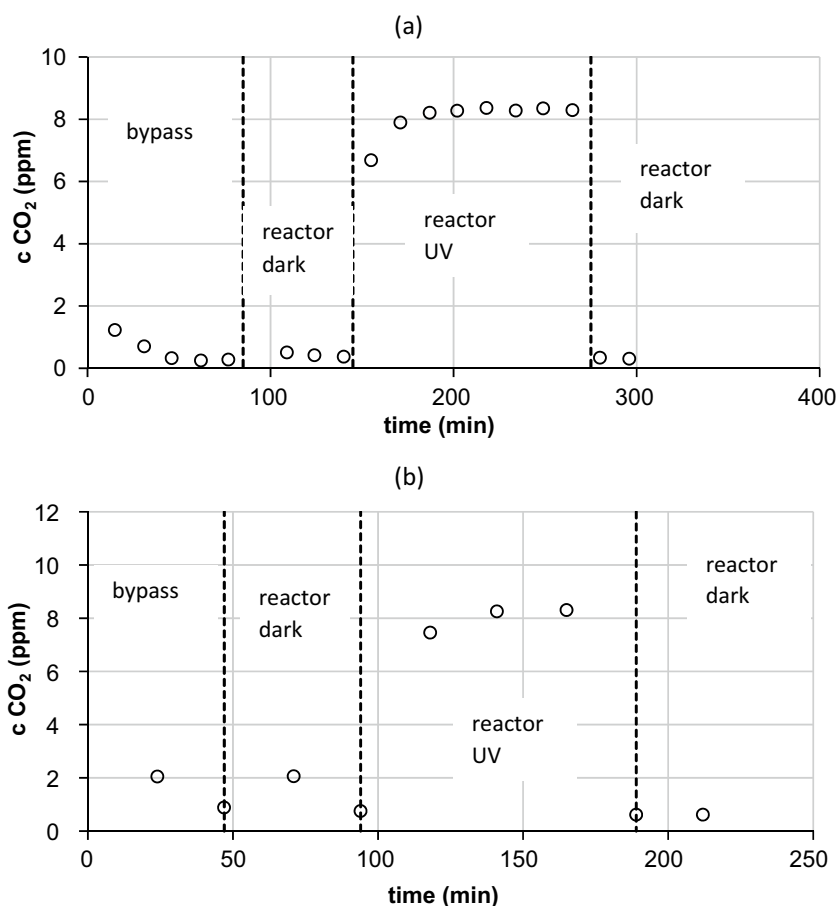 (a)
10
8
6
4
2
0
c CO₂ (ppm)
bypass
reactor
dark
reactor
UV
reactor
dark
0
100
200
300
400
time (min)
(b)
12
10
8
6
4
2
0
c CO₂ (ppm)
bypass
reactor
dark
reactor
UV
reactor
dark
0
50
100
150
200
250
time (min)